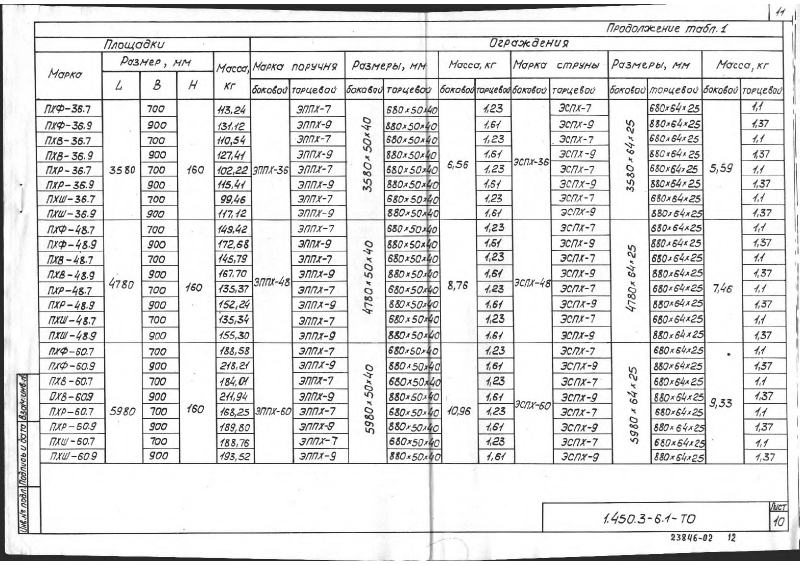 11
Продолжение табл. 1
Площадки Ограждения
Марка Размер, мм Масса, кг Марка поручня Размеры, мм Масса, кг Марка струны Размеры, мм Масса, кг
L B H боковой торцевой боковой торцевой боковой торцевой боковой торцевой боковой торцевой боковой торцевой
ПХФ-36.7 700 113,24 ЭППХ-7 680×50×40 1,23 ЭСПХ-7 680×64×25 1,1
ПХФ-36.9 900 131,12 ЭППХ-9 880×50×40 1,61 ЭСПХ-9 880×64×25 1,37
ПХВ-36.7 700 110,54 ЭППХ-7 680×50×40 1,23 ЭСПХ-7 680×64×25 1,1
ПХВ-36.9 900 127,41 ЭППХ-9 880×50×40 1,61 ЭСПХ-9 880×64×25 1,37
ПХР-36.7 3580 700 160 102,22 ЭППХ-36 ЭППХ-7 3580×50×40 680×50×40 6,56 1,23 ЭСПХ-36 ЭСПХ-7 3580×64×25 680×64×25 5,59 1,1
ПХР-36.9 900 115,41 ЭППХ-9 880×50×40 1,61 ЭСПХ-9 880×64×25 1,37
ПХШ-36.7 700 99,46 ЭППХ-7 680×50×40 1,23 ЭСПХ-7 680×64×25 1,1
ПХШ-36.9 900 117,12 ЭППХ-9 880×50×40 1,61 ЭСПХ-9 880×64×25 1,37
ПХФ-48.7 700 149,42 ЭППХ-7 680×50×40 1,23 ЭСПХ-7 680×64×25 1,1
ПХФ-48.9 900 172,68 ЭППХ-9 880×50×40 1,61 ЭСПХ-9 880×64×25 1,37
ПХВ-48.7 700 145,79 ЭППХ-7 680×50×40 1,23 ЭСПХ-7 680×64×25 1,1
ПХВ-48.9 900 167,70 ЭППХ-9 880×50×40 1,61 ЭСПХ-9 880×64×25 1,37
ПХР-48.7 4780 700 160 135,37 ЭППХ-48 ЭППХ-7 4780×50×40 680×50×40 8,76 1,23 ЭСПХ-48 ЭСПХ-7 4780×64×25 680×64×25 7,46 1,1
ПХР-48.9 900 152,24 ЭППХ-9 880×50×40 1,61 ЭСПХ-9 880×64×25 1,37
ПХШ-48.7 700 135,34 ЭППХ-7 680×50×40 1,23 ЭСПХ-7 680×64×25 1,1
ПХШ-48.9 900 155,30 ЭППХ-9 880×50×40 1,61 ЭСПХ-9 880×64×25 1,37
ПХФ-60.7 700 188,58 ЭППХ-7 680×50×40 1,23 ЭСПХ-7 680×64×25 1,1
ПХФ-60.9 900 218,21 ЭППХ-9 880×50×40 1,61 ЭСПХ-9 880×64×25 1,37
ПХВ-60.7 700 184,01 ЭППХ-7 680×50×40 1,23 ЭСПХ-7 680×64×25 1,1
ПХВ-60.9 900 211,94 ЭППХ-9 880×50×40 1,61 ЭСПХ-9 880×64×25 1,37
ПХР-60.7 5980 700 160 168,25 ЭППХ-60 ЭППХ-7 5980×50×40 680×50×40 10,96 1,23 ЭСПХ-60 ЭСПХ-7 5980×64×25 680×64×25 9,33 1,1
ПХР-60.9 900 189,80 ЭППХ-9 880×50×40 1,61 ЭСПХ-9 880×64×25 1,37
ПХШ-60.7 700 188,76 ЭППХ-7 680×50×40 1,23 ЭСПХ-7 680×64×25 1,1
ПХШ-60.9 900 193,52 ЭППХ-9 880×50×40 1,61 ЭСПХ-9 880×64×25 1,37
Инв.№ подл. Подпись и дата Взам.инв.№
1.450.3-6.1-ТО
Лист
10
23846-02 12